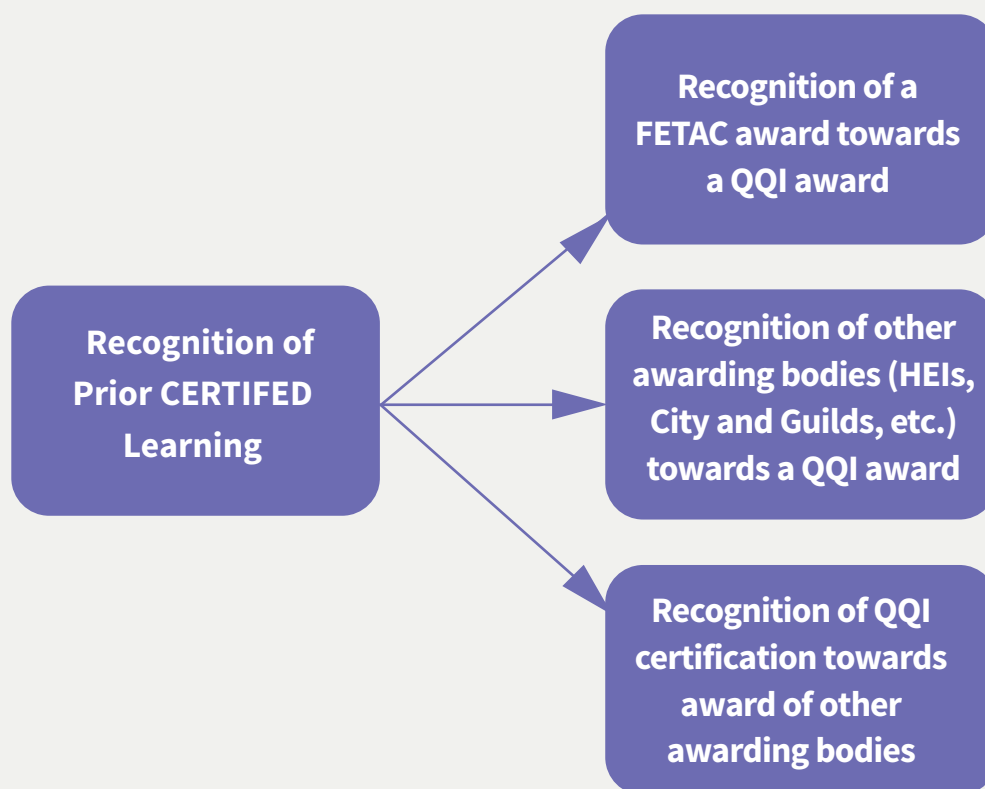 Recognition of
Prior CERTIFED
Learning
Recognition of a
FETAC award towards
a QQI award
Recognition of other
awarding bodies (HEIs,
City and Guilds, etc.)
towards a QQI award
Recognition of QQI
certification towards
award of other
awarding bodies